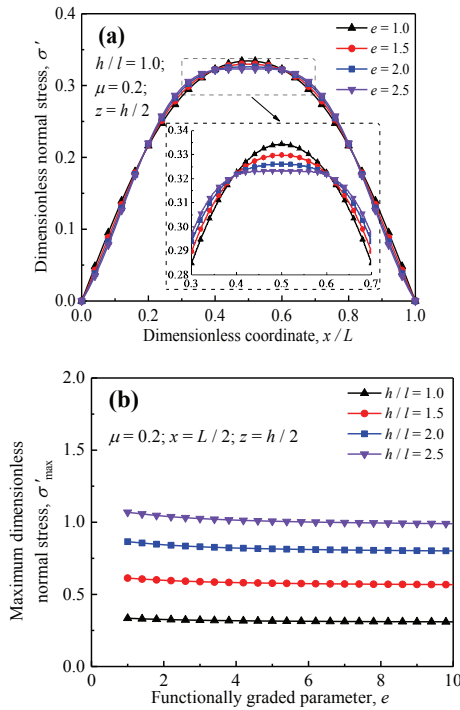 (a)
h / l = 1.0;
μ = 0.2;
z = h / 2
e = 1.0
e = 1.5
e = 2.0
e = 2.5
Dimensionless normal stress, σ′
0.4
0.3
0.2
0.1
0.0
0.34
0.33
0.32
0.31
0.30
0.29
0.28
0.3 0.4 0.5 0.6 0.7
0.0 0.2 0.4 0.6 0.8 1.0
Dimensionless coordinate, x / L
(b)
μ = 0.2; x = L / 2; z = h / 2
h / l = 1.0
h / l = 1.5
h / l = 2.0
h / l = 2.5
Maximum dimensionless
normal stress, σ′max
2.0
1.5
1.0
0.5
0.0
0 2 4 6 8 10
Functionally graded parameter, e